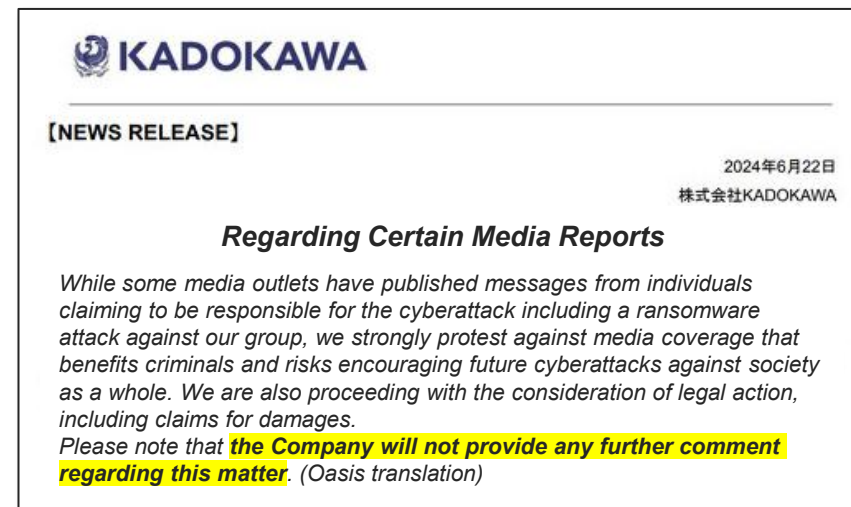 KADOKAWA
【NEWS RELEASE】
2024年6月22日
株式会社KADOKAWA
Regarding Certain Media Reports
While some media outlets have published messages from individuals
claiming to be responsible for the cyberattack including a ransomware
attack against our group, we strongly protest against media coverage that
benefits criminals and risks encouraging future cyberattacks against society
as a whole. We are also proceeding with the consideration of legal action,
including claims for damages.
Please note that the Company will not provide any further comment
regarding this matter. (Oasis translation)